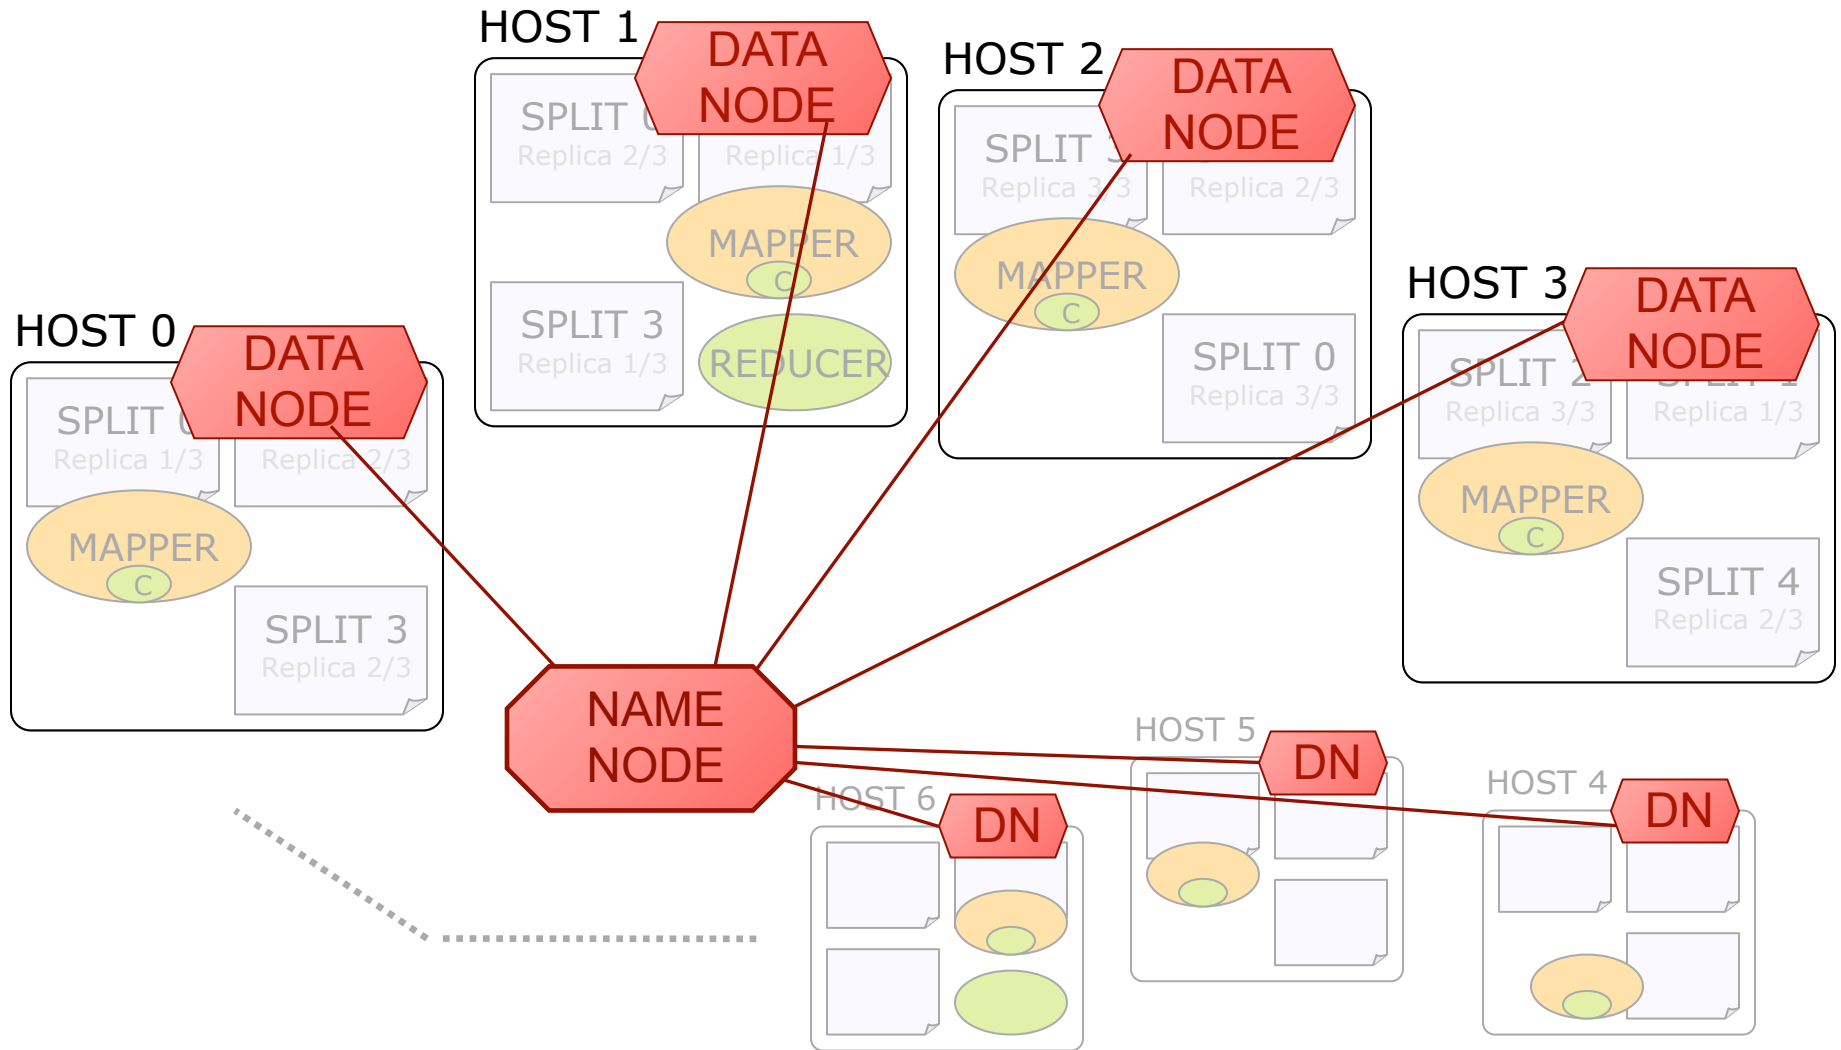 HOST 1
DATA
NODE
SPLIT
Replica 2/3
Replica 1/3
MAPPER
C
SPLIT 3
Replica 1/3
REDUCER
HOST 2
DATA
NODE
SPLIT 3
Replica 3/3
Replica 2/3
MAPPER
C
SPLIT 0
Replica 3/3
HOST 3
DATA
NODE
SPLIT 2
Replica 3/3
SPLIT 1
Replica 1/3
MAPPER
C
SPLIT 4
Replica 2/3
HOST 0
DATA
NODE
SPLIT
Replica 1/3
Replica 2/3
MAPPER
C
SPLIT 3
Replica 2/3
NAME
NODE
HOST 5
DN
HOST 4
DN
HOST 6
DN